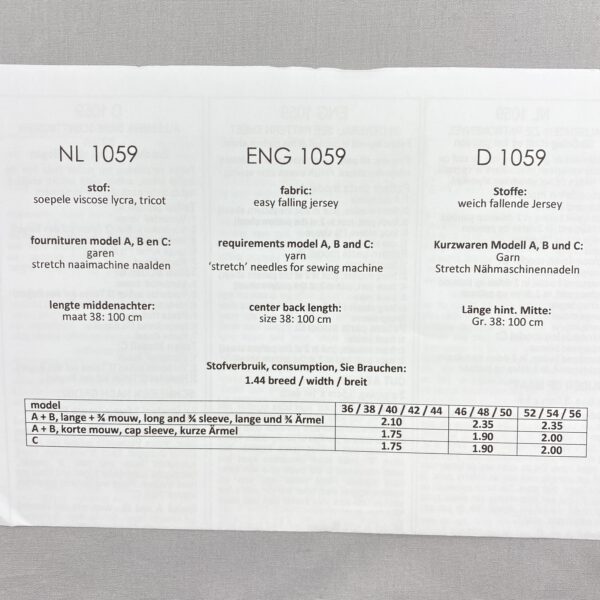 NL 1059
stof:
soepele viscose lycra, tricot
fournituren model A, B en C:
garen
stretch naaimachine naalden
lengte middenachter:
maat 38: 100 cm
ENG 1059
fabric:
easy falling jersey
requirements model A, B and C:
yarn
'stretch' needles for sewing machine
center back length:
size 38: 100 cm
D 1059
Stoffe:
weich fallende Jersey
Kurzwaren Modell A, B und C:
Garn
Stretch Nähmaschinennadeln
Länge hint. Mitte:
Gr. 38: 100 cm
Stofverbruik, consumption, Sie Brauchen:
1.44 breed / width / breit
model 36 / 38 / 40 / 42 / 44 46 / 48 / 50 52 / 54 / 56
A + B, lange + ¾ mouw, long and ¾ sleeve, lange und ¾ Ärmel 2.10 2.35 2.35
A + B, korte mouw, cap sleeve, kurze Ärmel 1.75 1.90 2.00
C 1.75 1.90 2.00